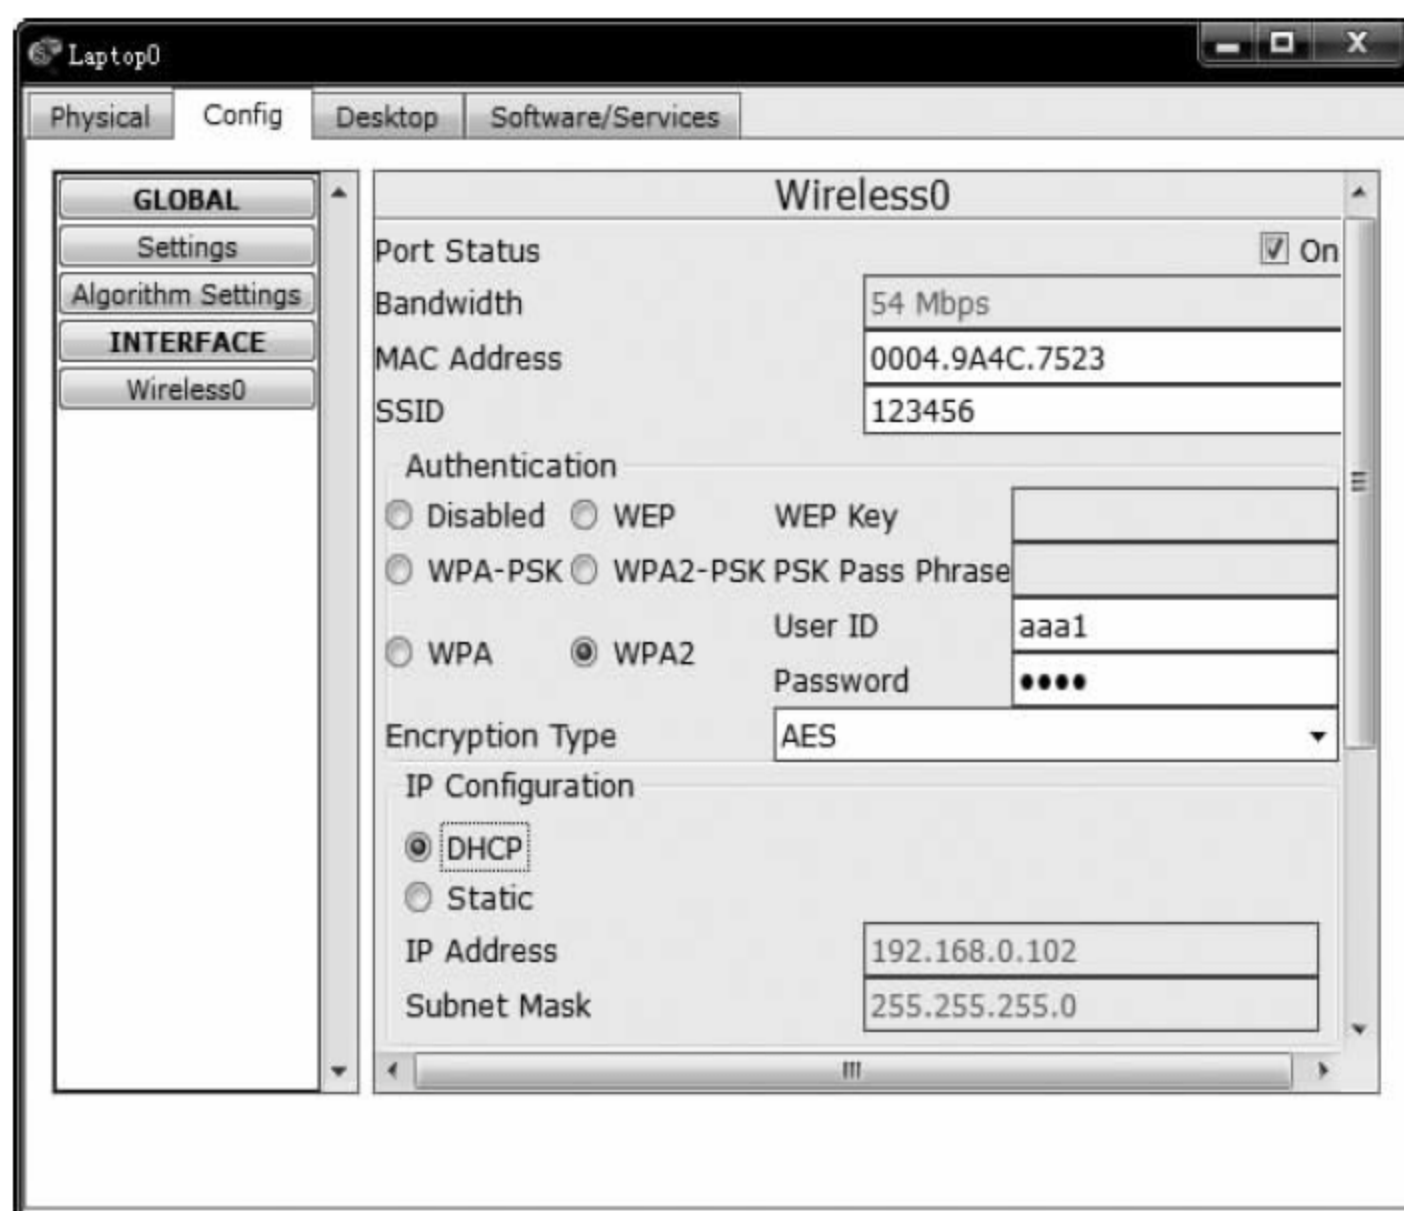 Laptop0
Physical Config Desktop Software/Services
GLOBAL
Settings
Algorithm Settings
INTERFACE
Wireless0
Wireless0
Port Status On
Bandwidth 54 Mbps
MAC Address 0004.9A4C.7523
SSID 123456
Authentication
Disabled WEP WEP Key
WPA-PSK WPA2-PSK PSK Pass Phrase
User ID aaa1
WPA WPA2
Password ●●●●
Encryption Type AES
IP Configuration
DHCP
Static
IP Address 192.168.0.102
Subnet Mask 255.255.255.0